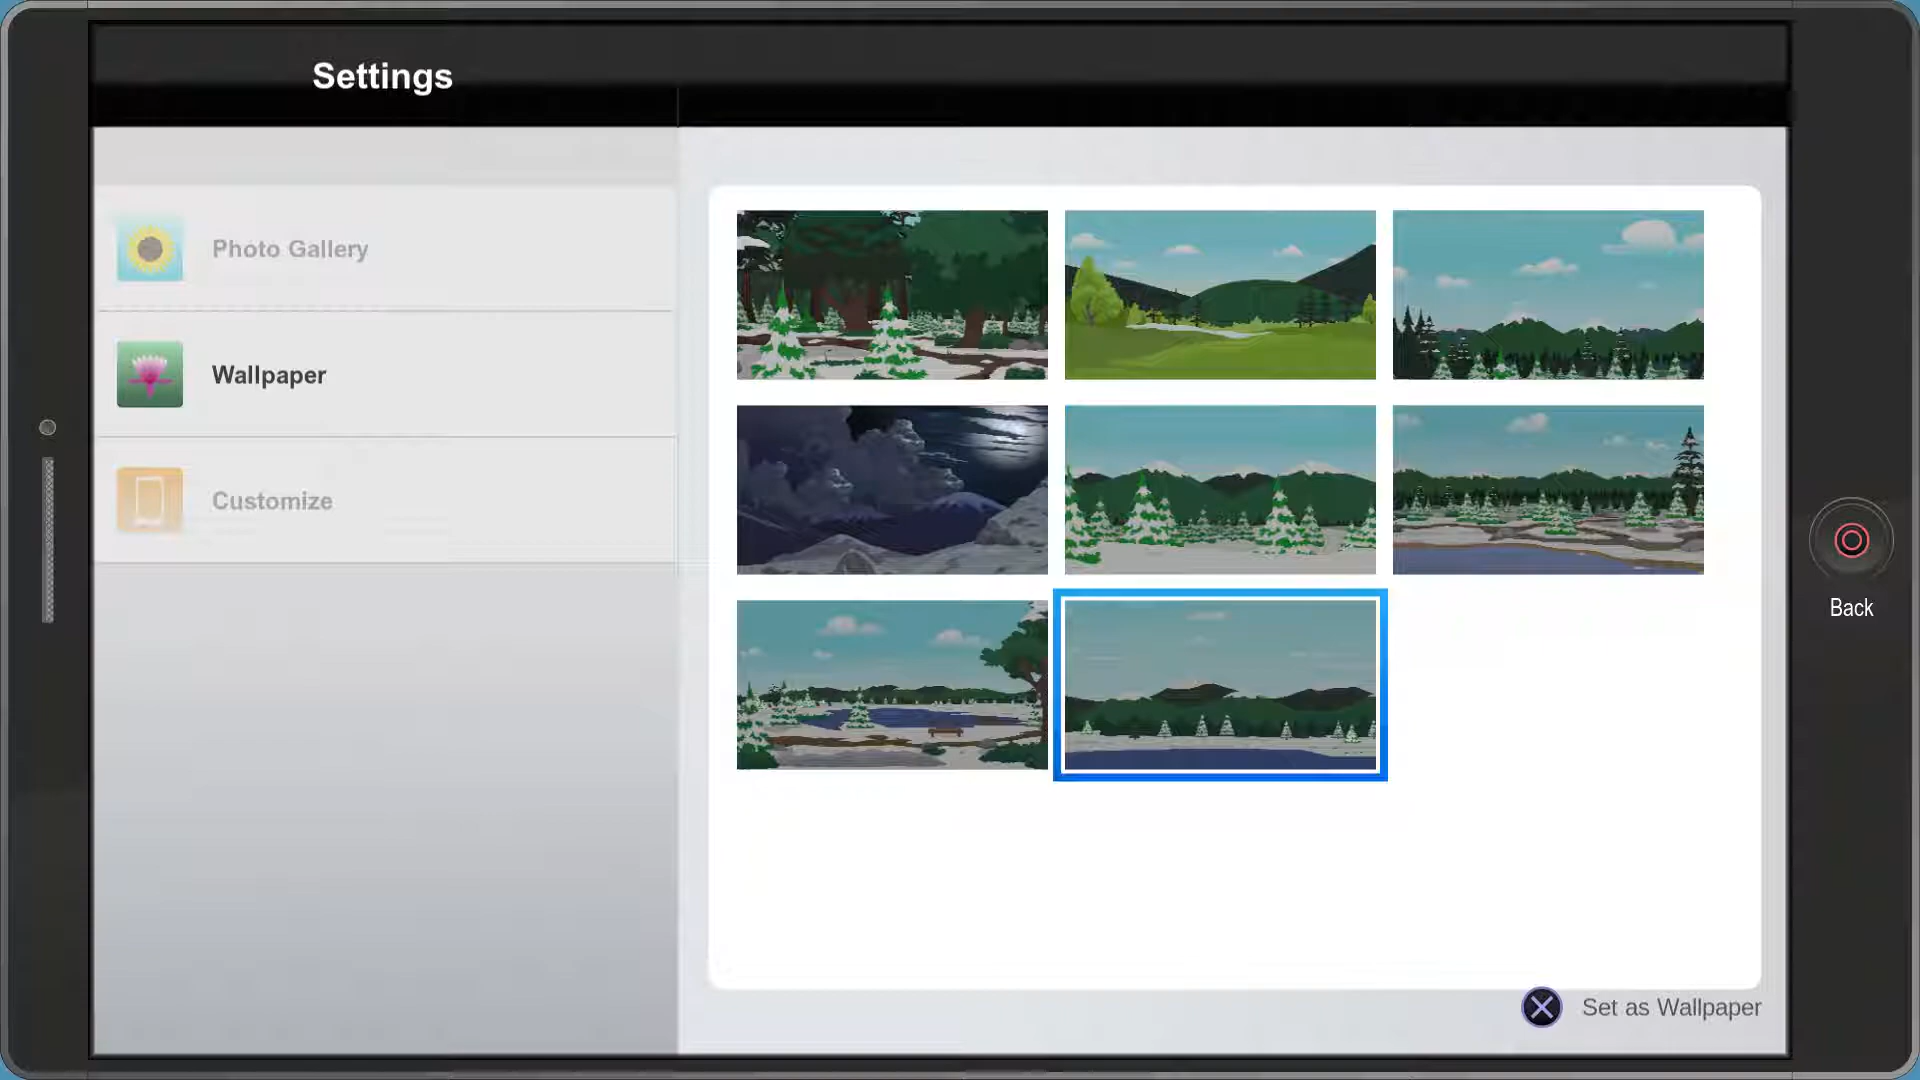 Settings
Photo Gallery
Wallpaper
Customize
Back
Set as Wallpaper